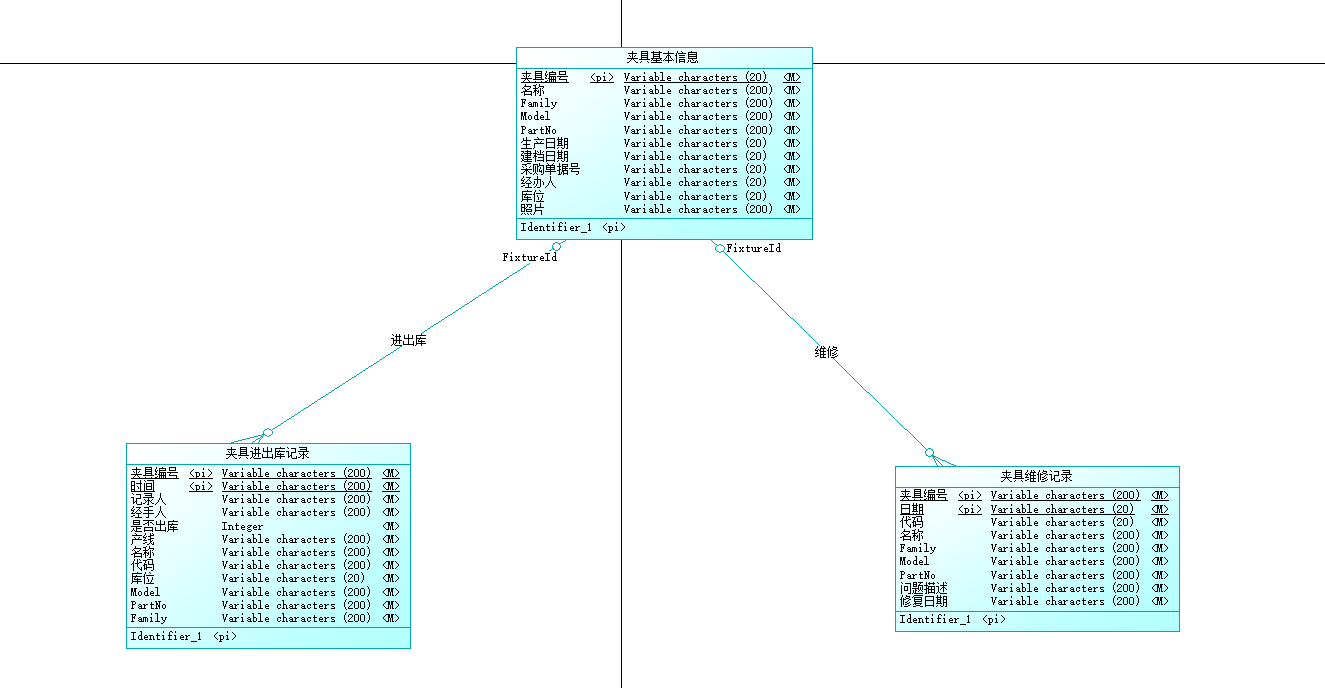 夹具基本信息
夹具编号 <pi> Variable characters (20) <M>
名称 Variable characters (200) <M>
Family Variable characters (200) <M>
Model Variable characters (200) <M>
PartNo Variable characters (200) <M>
生产日期 Variable characters (20) <M>
建档日期 Variable characters (20) <M>
采购单据号 Variable characters (20) <M>
经办人 Variable characters (20) <M>
库位 Variable characters (20) <M>
照片 Variable characters (200) <M>
Identifier_1 <pi>
FixtureId
FixtureId
进出库
维修
夹具进出库记录
夹具编号 <pi> Variable characters (200) <M>
时间 <pi> Variable characters (200) <M>
记录人 Variable characters (200) <M>
经手人 Variable characters (200) <M>
是否出库 Integer <M>
产线 Variable characters (200) <M>
名称 Variable characters (200) <M>
代码 Variable characters (200) <M>
库位 Variable characters (20) <M>
Model Variable characters (200) <M>
PartNo Variable characters (200) <M>
Family Variable characters (200) <M>
Identifier_1 <pi>
夹具维修记录
夹具编号 <pi> Variable characters (200) <M>
日期 <pi> Variable characters (20) <M>
代码 Variable characters (20) <M>
名称 Variable characters (200) <M>
Family Variable characters (200) <M>
Model Variable characters (200) <M>
PartNo Variable characters (200) <M>
问题描述 Variable characters (200) <M>
修复日期 Variable characters (200) <M>
Identifier_1 <pi>